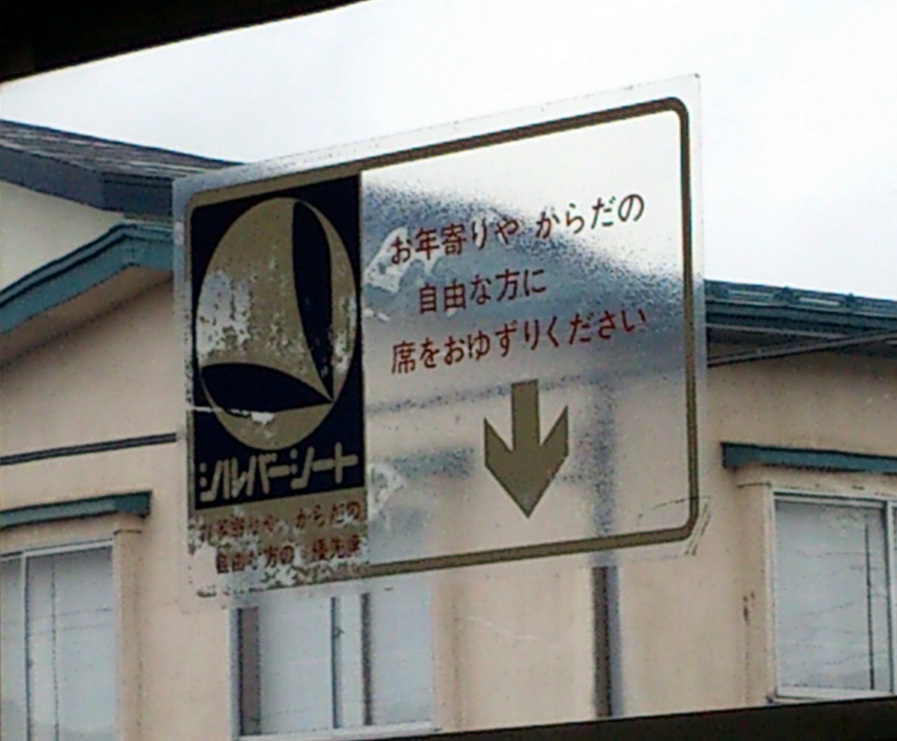 お年寄りや からだの
自由な方に
席をおゆずりください
シルバーシート
お年寄りや からだの
自由な方の 優先席